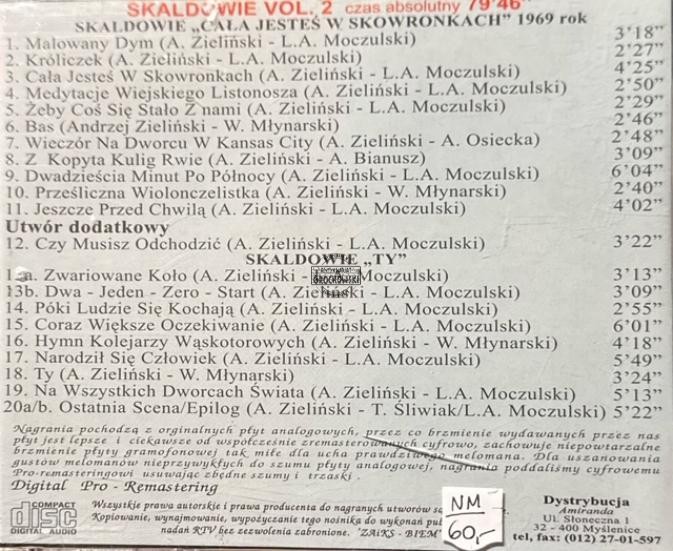 SKALDOWIE VOL. 2 czas absolutny 79'46"
SKALDOWIE „CAŁA JESTEŚ W SKOWRONKACH” 1969 rok
1. Malowany Dym (A. Zieliński - L.A. Moczulski) 3’18”
2. Króliczek (A. Zieliński - L.A. Moczulski) 2’27”
3. Cała Jesteś W Skowronkach (A. Zieliński - L.A. Moczulski) 4’25”
4. Medytacje Wiejskiego Listonosza (A. Zieliński - L.A. Moczulski) 2’50”
5. Żeby Coś Się Stało Z nami (A. Zieliński - L.A. Moczulski) 2’29”
6. Bas (Andrzej Zieliński - W. Młynarski) 2’46”
7. Wieczór Na Dworcu W Kansas City (A. Zieliński - A. Osiecka) 2’48”
8. Z Kopyta Kulig Rwie (A. Zieliński - A. Bianusz) 3’09”
9. Dwadzieścia Minut Po Północy (A. Zieliński - L.A. Moczulski) 6’04”
10. Prześliczna Wiolonczelistka (A. Zieliński - W. Młynarski) 2’40”
11. Jeszcze Przed Chwilą (A. Zieliński - L.A. Moczulski) 4’02”
Utwór dodatkowy
12. Czy Musisz Odchodzić (A. Zieliński - L.A. Moczulski) 3’22”
SKALDOWIE „TY”
13a. Zwariowane Koło (A. Zieliński - Moczulski) 3’13”
13b. Dwa - Jeden - Zero - Start (A. Zieliński - L.A. Moczulski) 3’09”
14. Póki Ludzie Się Kochają (A. Zieliński - L.A. Moczulski) 2’55”
15. Coraz Większe Oczekiwanie (A. Zieliński - L.A. Moczulski) 6’01”
16. Hymn Kolejarzy Wąskotorowych (A. Zieliński - W. Młynarski) 4’18”
17. Narodził Się Człowiek (A. Zieliński - L.A. Moczulski) 5’49”
18. Ty (A. Zieliński - W. Młynarski) 3’24”
19. Na Wszystkich Dworcach Świata (A. Zieliński - L.A. Moczulski) 5’13”
20a/b. Ostatnia Scena/Epilog (A. Zieliński - T. Śliwiak/L.A. Moczulski) 5’22”
Nagrania pochodzą z orginalnych płyt analogowych, przez co brzmienie wydawanych przez nas
płyt jest lepsze i ciekawsze od współcześnie zremasterowanych cyfrowo, zachowuje niepowtarzalne
brzmienie płyty gramofonowej tak miłe dla ucha prawdziwego melomana. Dla uszanowania
gustów melomanów nieprzywykłych do szumu płyty analogowej, nagrania poddaliśmy cyfrowemu
Pro-remasteringowi usuwając zbędne szumy i trzaski.
Digital Pro - Remastering
COMPACT
disc
DIGITAL AUDIO
Wszystkie prawa autorskie i prawa producenta do nagranych utworów
Kopiowanie, wynajmowanie, wypożyczanie tego nośnika do wykonań
nadań RTV bez zezwolenia zabronione. "ZAiKS - BIEM"
NM
60,-
Dystrybucja
Amiranda
Ul. Słoneczna 1
32 - 400 Myślenice
tel, fax: (012) 27-01-597